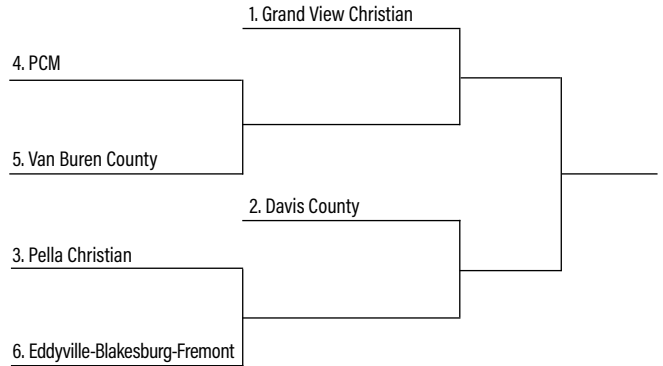 1. Grand View Christian
4. PCM
5. Van Buren County
2. Davis County
3. Pella Christian
6. Eddyville-Blakesburg-Fremont